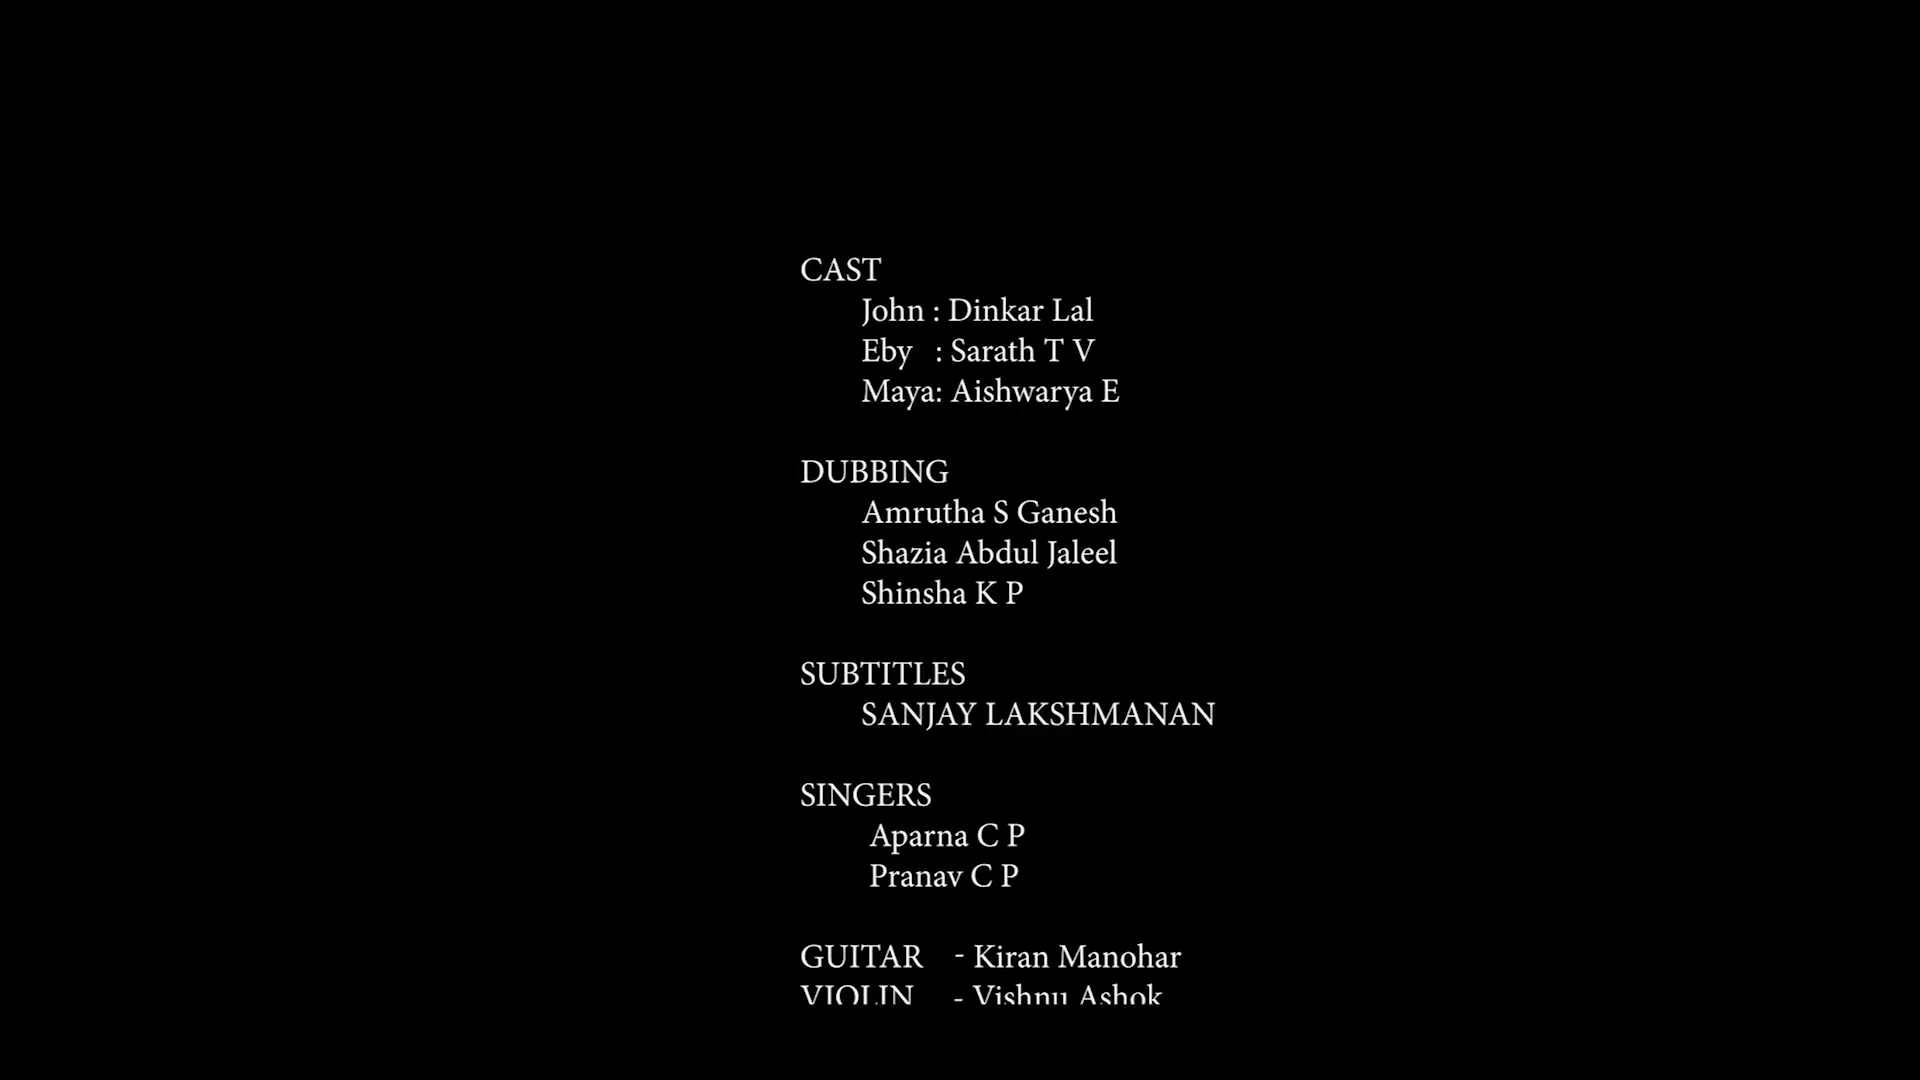 CAST
John : Dinkar Lal
Eby : Sarath T V
Maya: Aishwarya E
DUBBING
Amrutha S Ganesh
Shazia Abdul Jaleel
Shinsha K P
SUBTITLES
SANJAY LAKSHMANAN
SINGERS
Aparna C P
Pranav C P
GUITAR - Kiran Manohar
VIOLIN - Vishnu Ashok